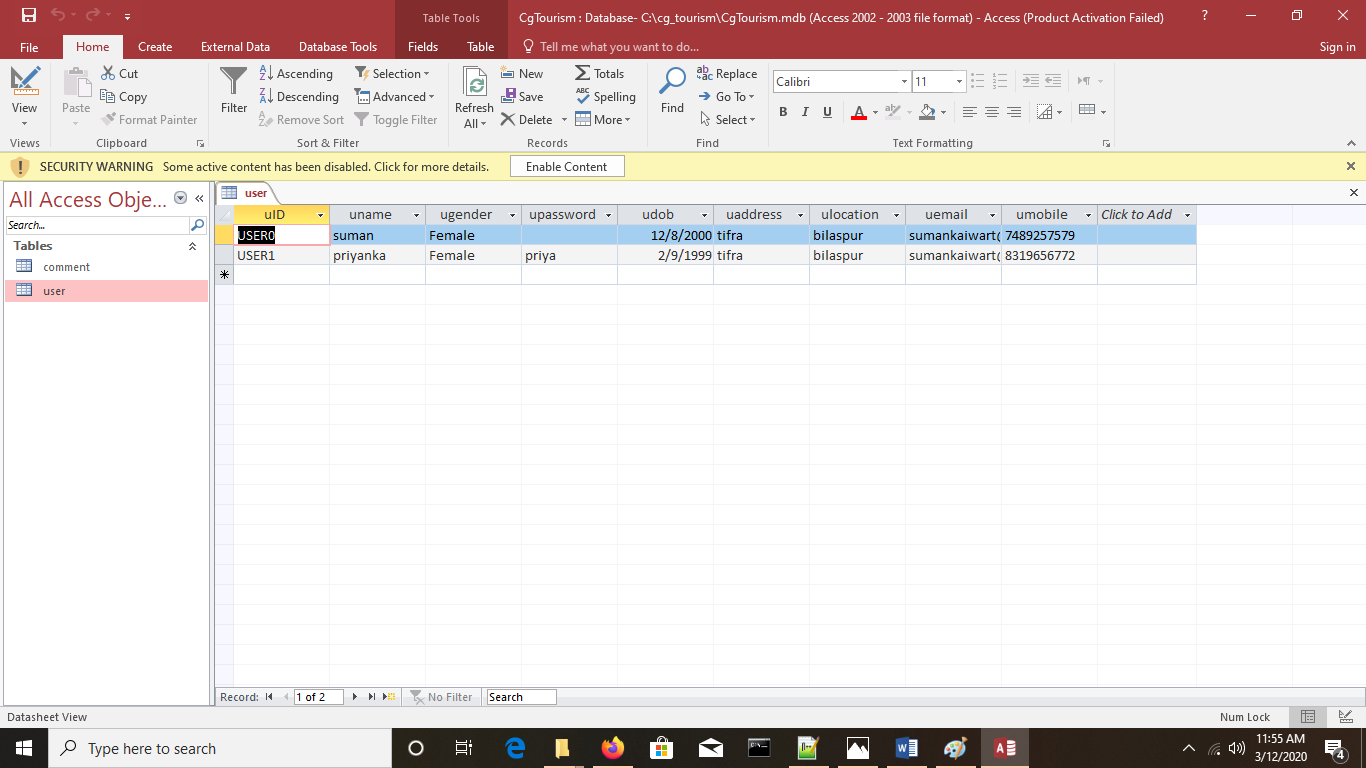 Table Tools
CgTourism : Database- C:\cg_tourism\CgTourism.mdb (Access 2002 - 2003 file format) - Access (Product Activation Failed)
?
File Home Create External Data Database Tools Fields Table Tell me what you want to do... Sign in
View
Views
Paste
Cut
Copy
Format Painter
Clipboard
Filter
Ascending
Descending
Remove Sort
Selection
Advanced
Toggle Filter
Sort & Filter
Refresh
All
New
Save
Delete
Totals
Spelling
More
Records
Find
Replace
Go To
Select
Find
Calibri 11
B I U A
Text Formatting
SECURITY WARNING Some active content has been disabled. Click for more details. Enable Content
All Access Obje...
Search...
Tables
comment
user
user
uID uname ugender upassword udob uaddress ulocation uemail umobile Click to Add
USER0 suman Female 12/8/2000 tifra bilaspur sumankaiwart@ 7489257579
USER1 priyanka Female priya 2/9/1999 tifra bilaspur sumankaiwart@ 8319656772
Record: 1 of 2 No Filter Search
Datasheet View Num Lock
Type here to search
11:55 AM
3/12/2020
4